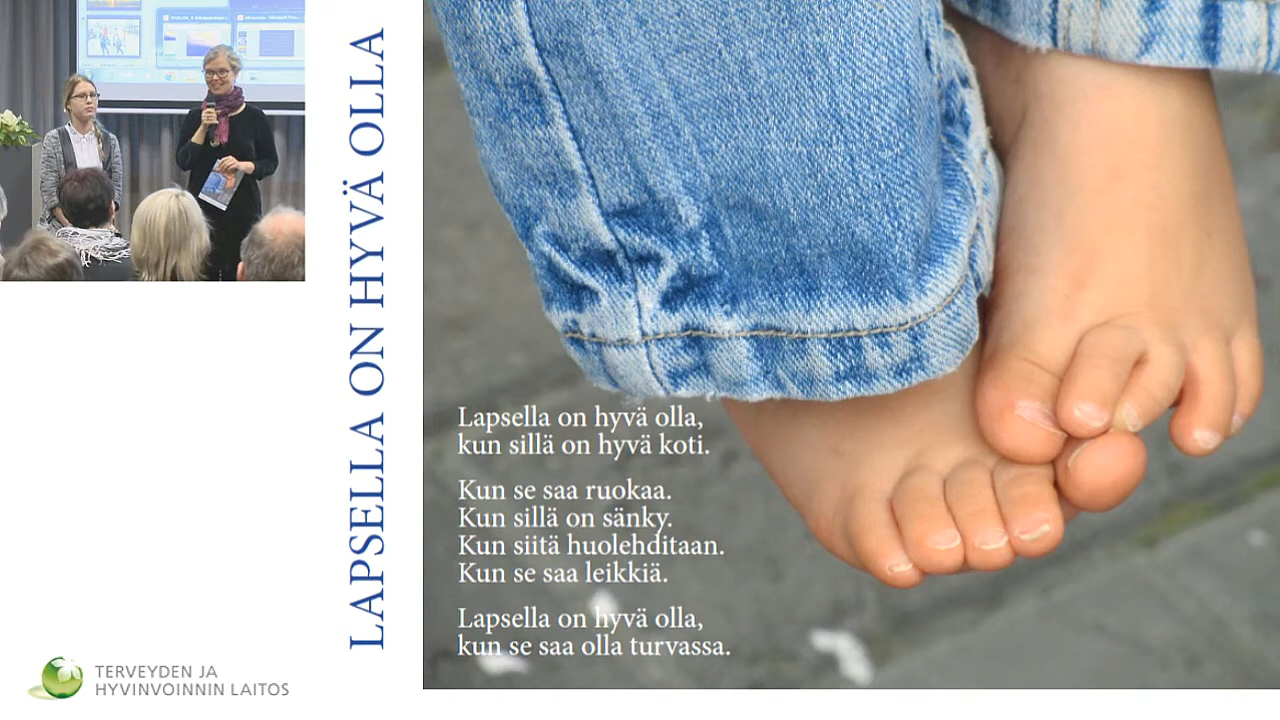 LAPSELLA ON HYVÄ OLLA
Lapsella on hyvä olla,
kun sillä on hyvä koti.
Kun se saa ruokaa.
Kun sillä on sänky.
Kun siitä huolehditaan.
Kun se saa leikkiä.
Lapsella on hyvä olla,
kun se saa olla turvassa.
TERVEYDEN JA
HYVINVOINNIN LAITOS